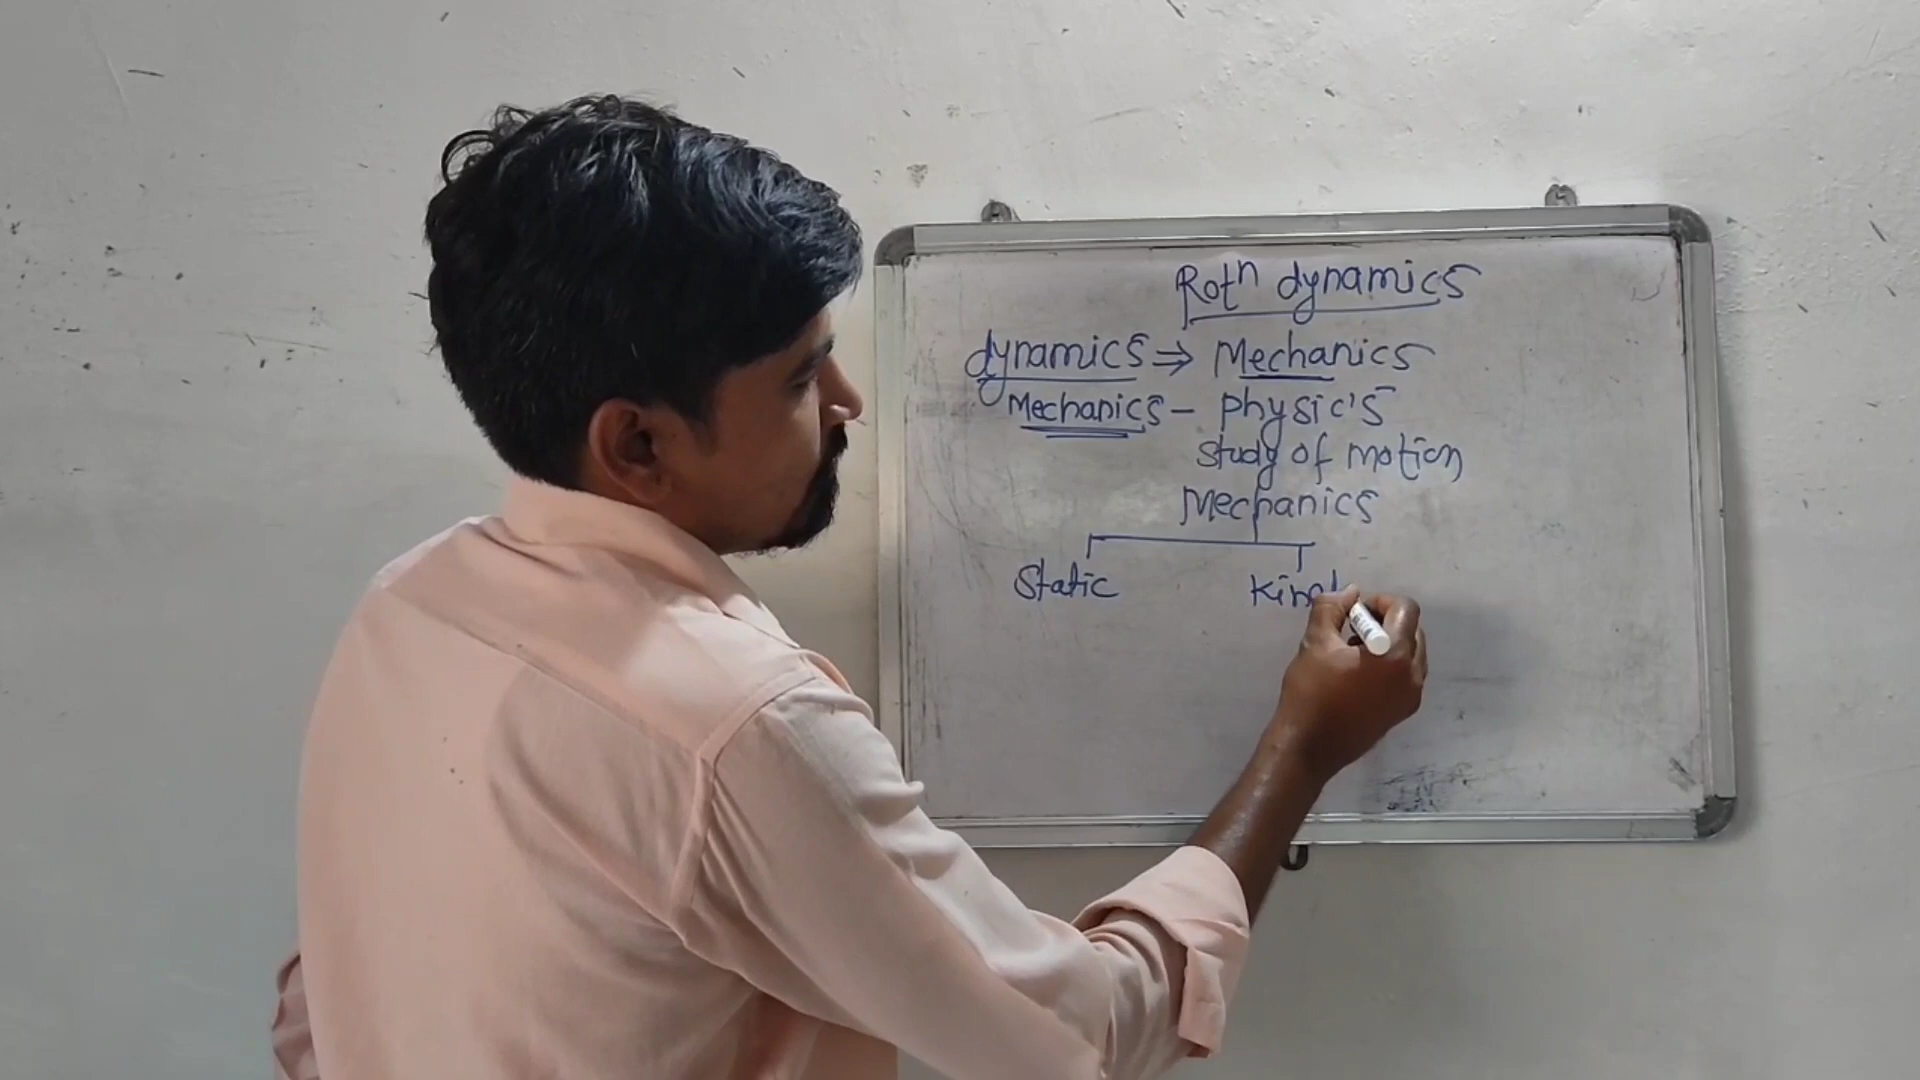 Rotn dynamics
dynamics ⇒ Mechanics
Mechanics - Physic's
Study of motion
Mechanics
Static